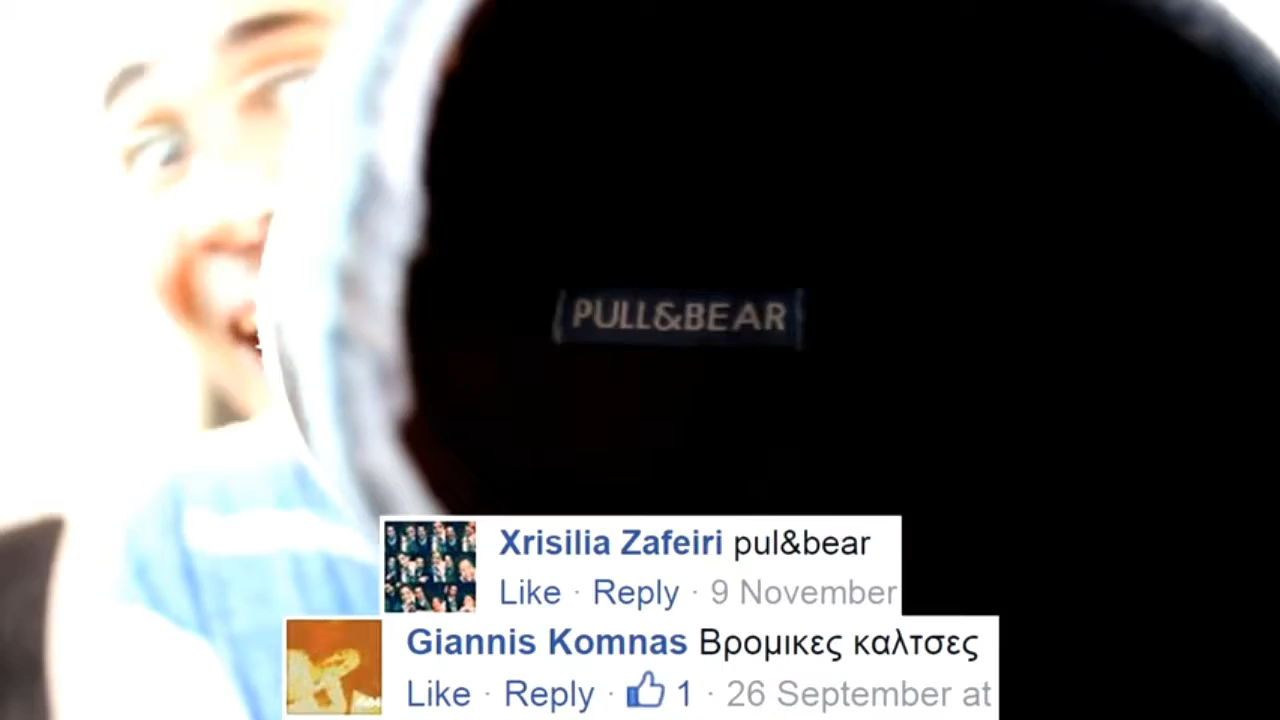 PULL&BEAR
Xrisilia Zafeiri pul&bear
Like · Reply · 9 November
Giannis Komnas Βρομικες καλτσες
Like · Reply · 1 · 26 September at